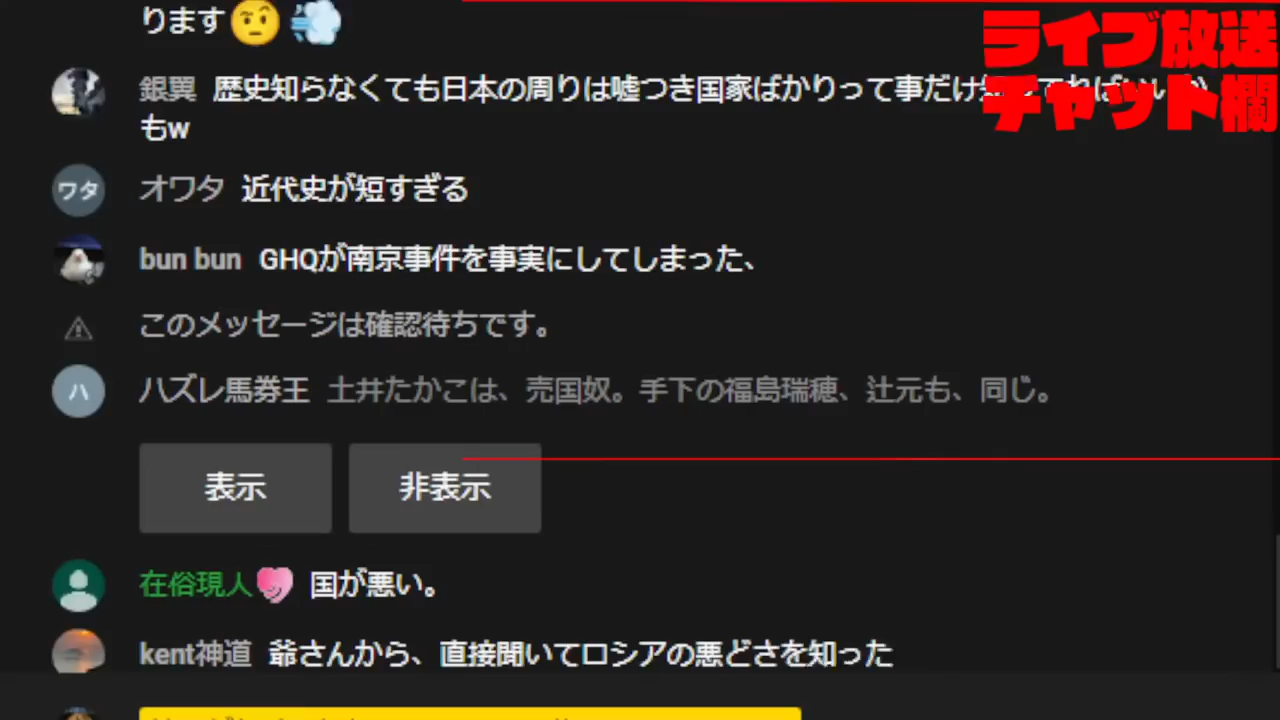 ります🤨💨
ライブ放送
チャット欄
銀翼 歴史知らなくても日本の周りは嘘つき国家ばかりって事だけ
もw
ワタ オワタ 近代史が短すぎる
bun bun GHQが南京事件を事実にしてしまった、
このメッセージは確認待ちです。
ハ ハズレ馬券王 土井たかこは、売国奴。手下の福島瑞穂、辻元も、同じ。
表示 非表示
在俗現人 国が悪い。
kent神道 爺さんから、直接聞いてロシアの悪どさを知った